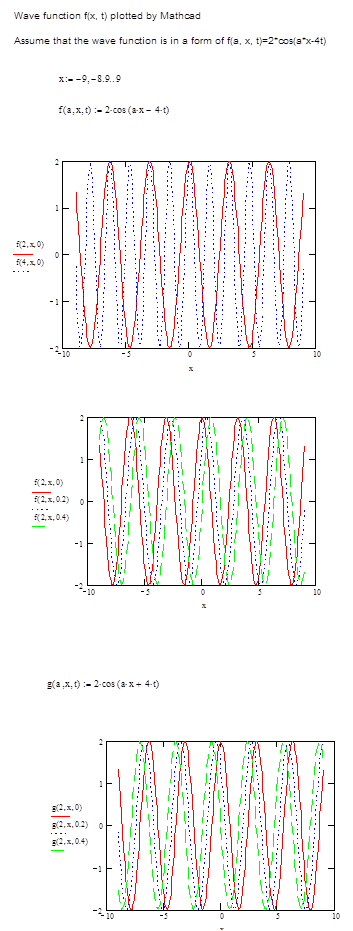 Wave function f(x, t) plotted by Mathcad
Assume that the wave function is in a form of f(a, x, t)=2*cos(a*x-4t)
x := −9, −8.9.. 9
f(a, x, t) := 2·cos (a·x − 4·t)
2
1
f(2, x, 0)
0
f(4, x, 0)
−1
−2
−10 −5 0 5 10
x
2
1
f(2, x, 0)
f(2, x, 0.2)
0
f(2, x, 0.4)
−1
−2
−10 −5 0 5 10
x
g(a, x, t) := 2·cos (a·x + 4·t)
2
1
g(2, x, 0)
g(2, x, 0.2)
0
g(2, x, 0.4)
−1
−2
−10 −5 0 5 10